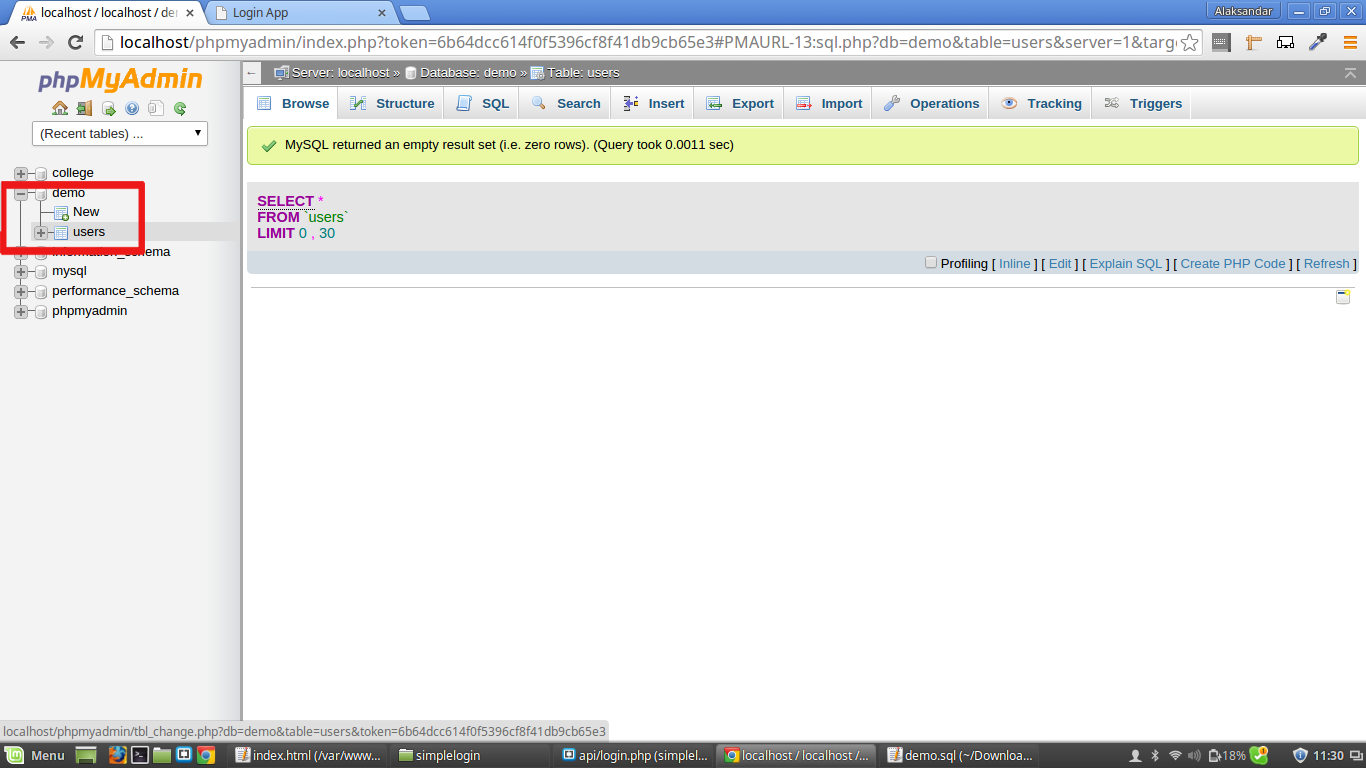 localhost / localhost / de
Login App
Alaksandar
localhost/phpmyadmin/index.php?token=6b64dcc614f0f5396cf8f41db9cb65e3#PMAURL-13:sql.php?db=demo&table=users&server=1&targ
phpMyAdmin
(Recent tables) ...
college
demo
New
users
information_schema
mysql
performance_schema
phpmyadmin
Server: localhost » Database: demo » Table: users
Browse Structure SQL Search Insert Export Import Operations Tracking Triggers
MySQL returned an empty result set (i.e. zero rows). (Query took 0.0011 sec)
SELECT *
FROM `users`
LIMIT 0 , 30
Profiling [ Inline ] [ Edit ] [ Explain SQL ] [ Create PHP Code ] [ Refresh ]
localhost/phpmyadmin/tbl_change.php?db=demo&table=users&token=6b64dcc614f0f5396cf8f41db9cb65e3
Menu index.html (/var/www... simplelogin api/login.php (simplel... localhost / localhost /... demo.sql (~/Downloa... 18% 11:30